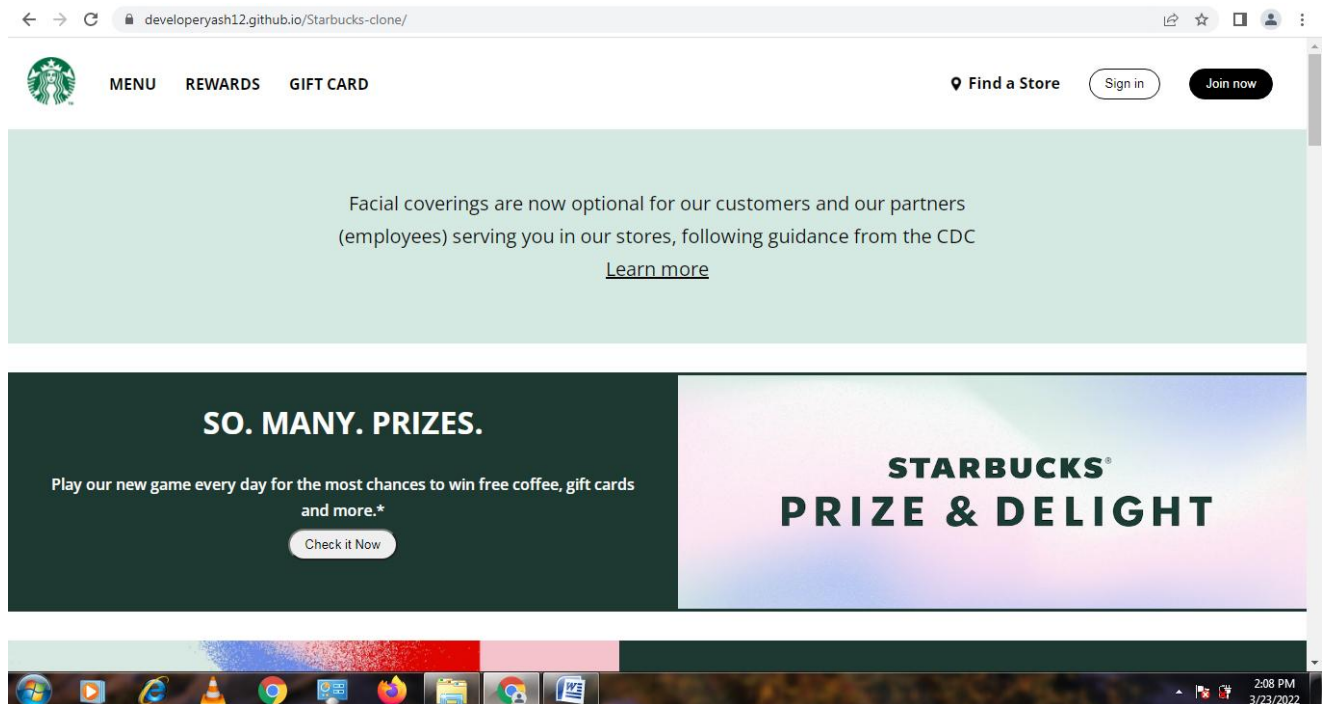 developeryash12.github.io/Starbucks-clone/
MENU REWARDS GIFT CARD Find a Store Sign in Join now
Facial coverings are now optional for our customers and our partners
(employees) serving you in our stores, following guidance from the CDC
Learn more
SO. MANY. PRIZES.
Play our new game every day for the most chances to win free coffee, gift cards
and more.*
Check it Now
STARBUCKS®
PRIZE & DELIGHT
2:08 PM
3/23/2022